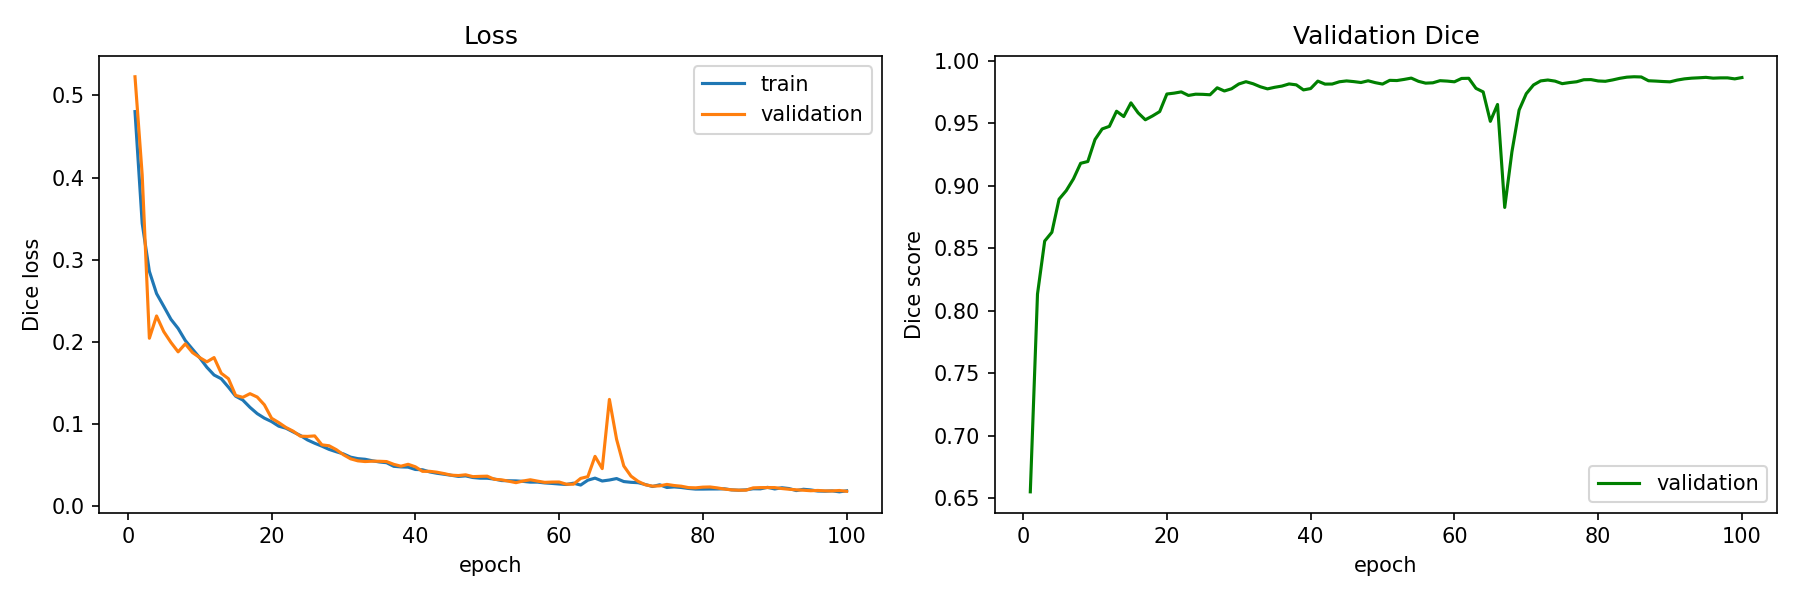 Loss
Dice loss
0.5
0.4
0.3
0.2
0.1
0.0
train
validation
0 20 40 60 80 100
epoch
Validation Dice
Dice score
1.00
0.95
0.90
0.85
0.80
0.75
0.70
0.65
validation
0 20 40 60 80 100
epoch